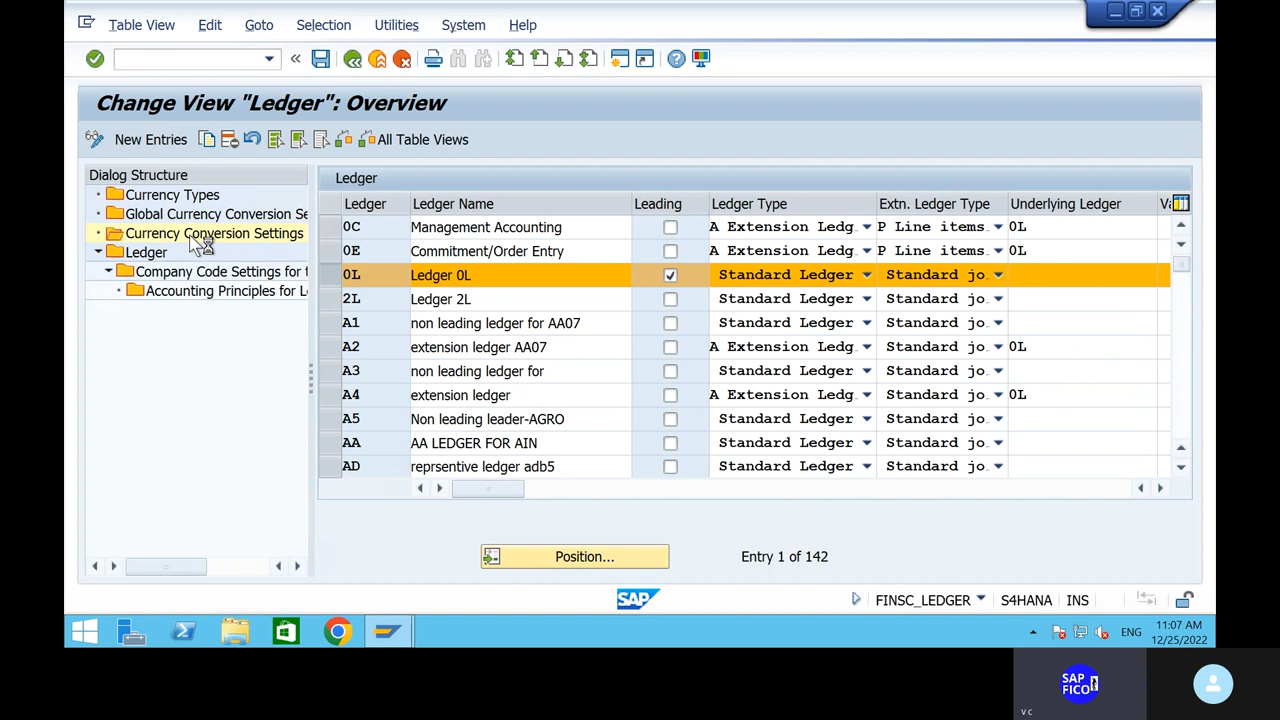 Table View Edit Goto Selection Utilities System Help
Change View "Ledger": Overview
New Entries All Table Views
Dialog Structure
Currency Types
Global Currency Conversion Se
Currency Conversion Settings
Ledger
Company Code Settings for t
Accounting Principles for L
Ledger
Ledger Ledger Name Leading Ledger Type Extn. Ledger Type Underlying Ledger
0C Management Accounting A Extension Ledg P Line items 0L
0E Commitment/Order Entry A Extension Ledg P Line items 0L
0L Ledger 0L Standard Ledger Standard jo
2L Ledger 2L Standard Ledger Standard jo
A1 non leading ledger for AA07 Standard Ledger Standard jo
A2 extension ledger AA07 A Extension Ledg Standard jo 0L
A3 non leading ledger for Standard Ledger Standard jo
A4 extension ledger A Extension Ledg Standard jo 0L
A5 Non leading leader-AGRO Standard Ledger Standard jo
AA AA LEDGER FOR AIN Standard Ledger Standard jo
AD reprsentive ledger adb5 Standard Ledger Standard jo
Position... Entry 1 of 142
SAP FINSC_LEDGER S4HANA INS
ENG 11:07 AM
12/25/2022
SAP
FICO
v c